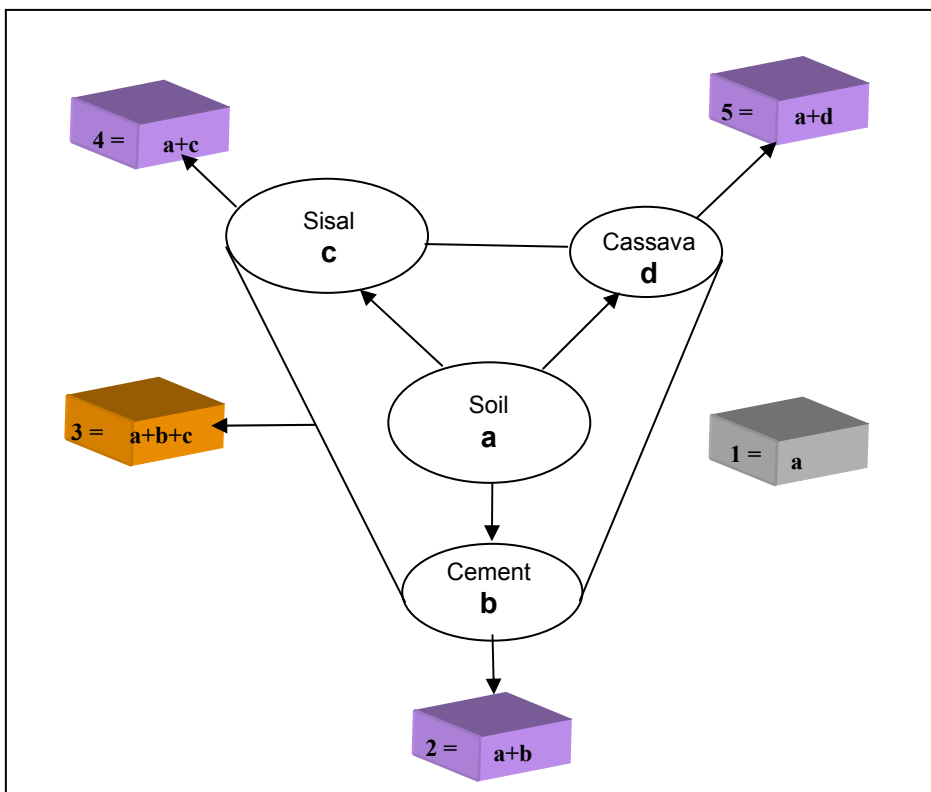 4 = a+c
5 = a+d
Sisal
c
Cassava
d
Soil
a
3 = a+b+c
1 = a
Cement
b
2 = a+b